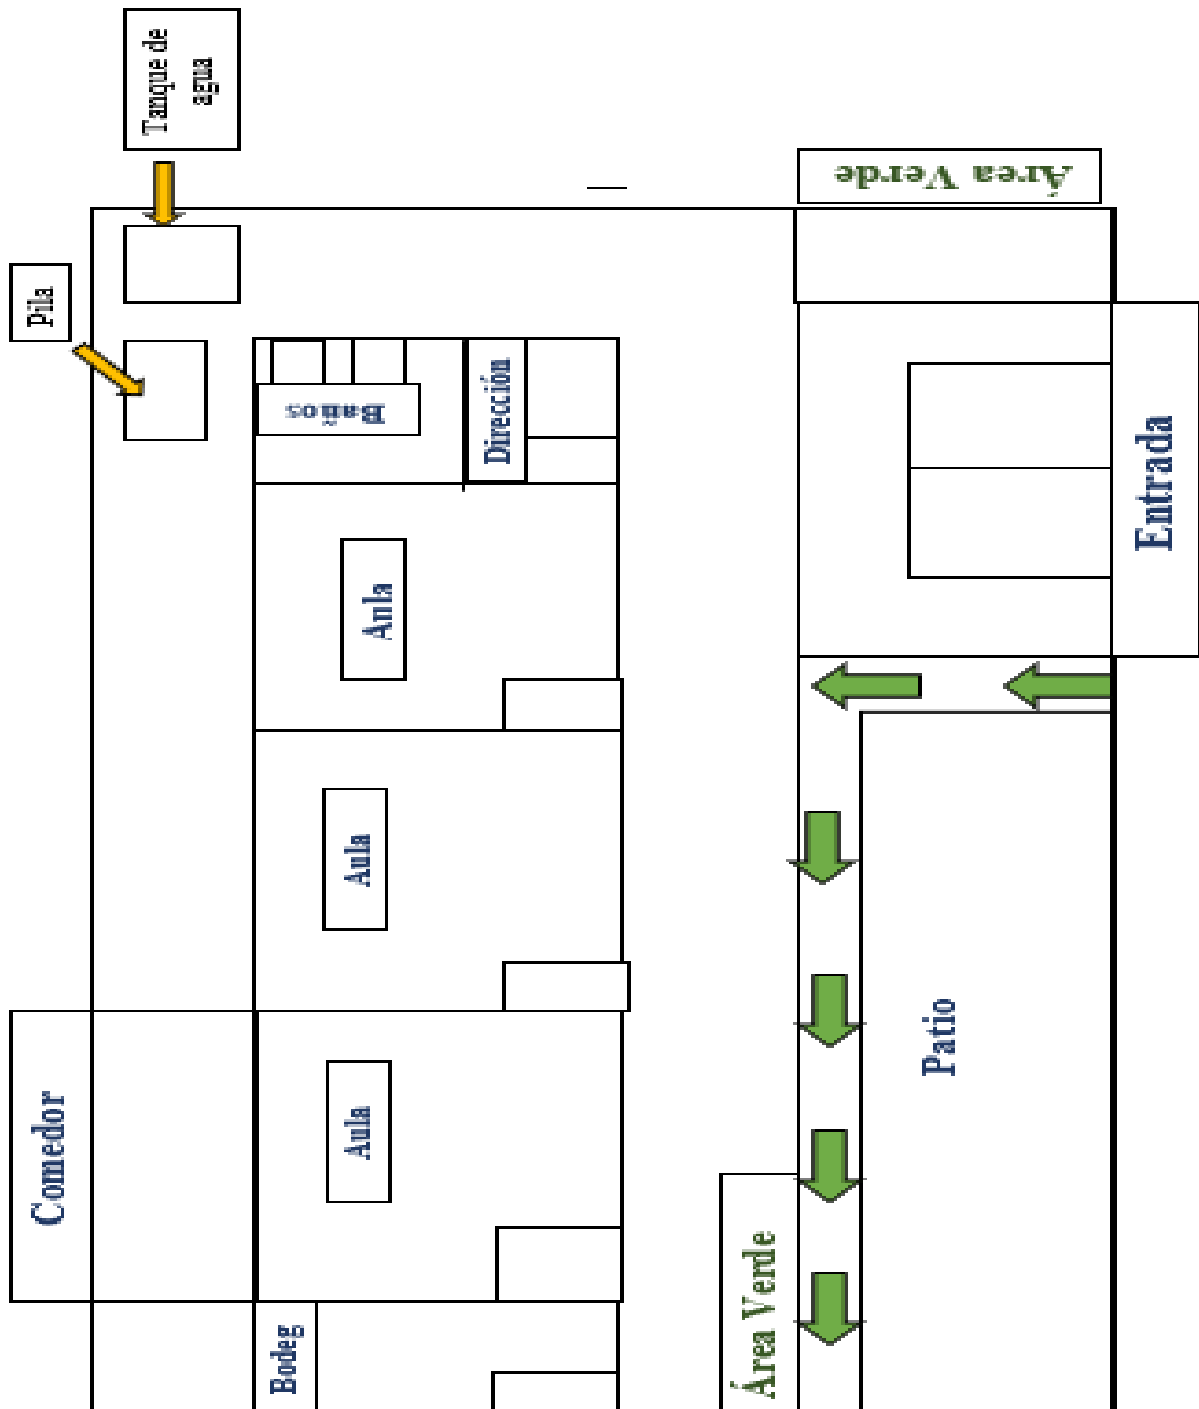 Tanque de
agua
Área Verde
Pila
Baños
Dirección
Entrada
Aula
Aula
Patio
Comedor
Aula
Área Verde
Bodeg